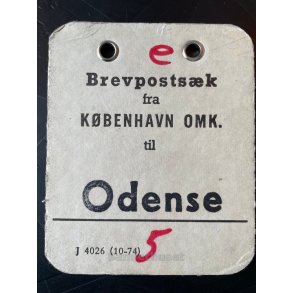 e
Brevpostsæk
fra
KØBENHAVN OMK.
til
Odense
J 4026 (10-74) 5